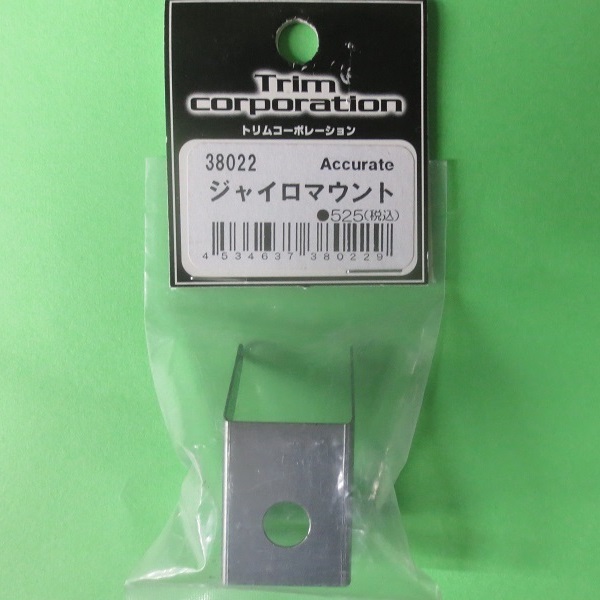 Trim
corporation
トリムコーポレーション
38022 Accurate
ジャイロマウント
●525(税込)
4 534637 380229